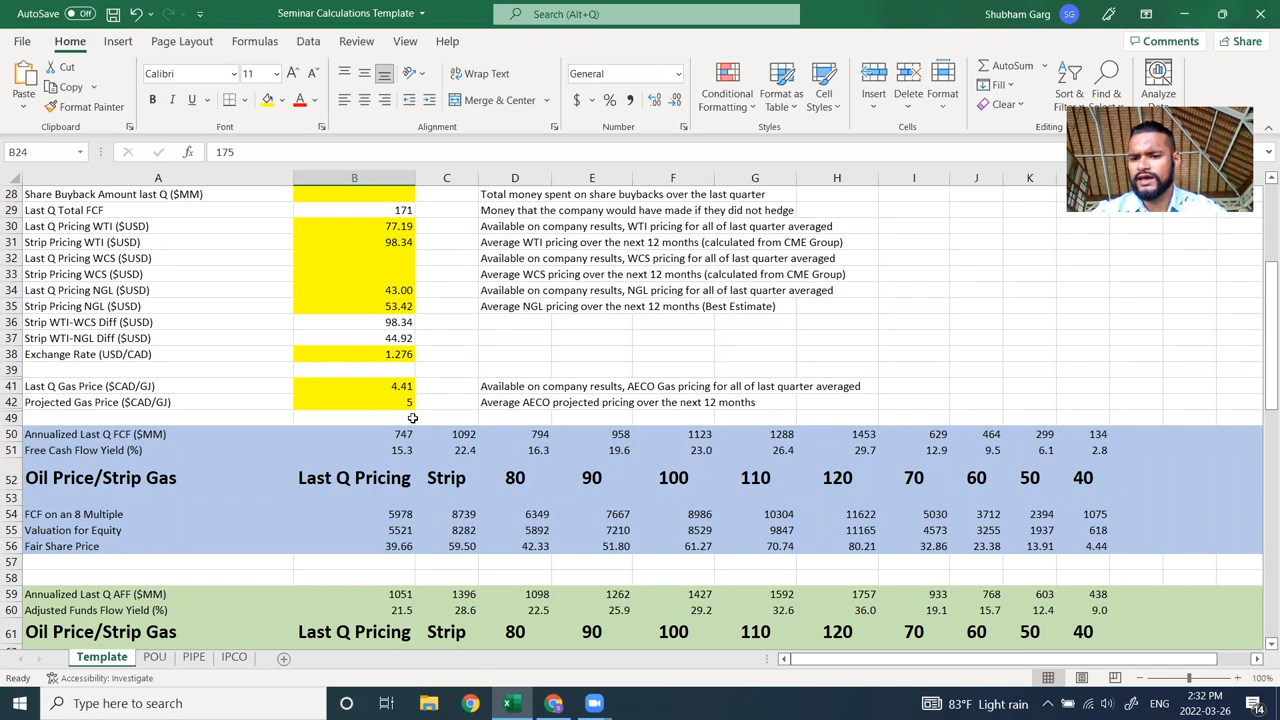 AutoSave Off Seminar Calculations Template Search (Alt+Q) Shubham Garg SG
File Home Insert Draw Page Layout Formulas Data Review View Help Comments Share
Paste Cut Copy Format Painter Calibri 11 Wrap Text Merge & Center General Conditional Formatting Format as Table Cell Styles Insert Delete Format AutoSum Fill Clear Sort & Find & Analyze
Clipboard Font Alignment Number Styles Cells Editing
B24 fx 175
A B C D E F G H I J K
28 Share Buyback Amount last Q ($MM) Total money spent on share buybacks over the last quarter
29 Last Q Total FCF 171 Money that the company would have made if they did not hedge
30 Last Q Pricing WTI ($USD) 77.19 Available on company results, WTI pricing for all of last quarter averaged
31 Strip Pricing WTI ($USD) 98.34 Average WTI pricing over the next 12 months (calculated from CME Group)
32 Last Q Pricing WCS ($USD) Available on company results, WCS pricing for all of last quarter averaged
33 Strip Pricing WCS ($USD) Average WCS pricing over the next 12 months (calculated from CME Group)
34 Last Q Pricing NGL ($USD) 43.00 Available on company results, NGL pricing for all of last quarter averaged
35 Strip Pricing NGL ($USD) 53.42 Average NGL pricing over the next 12 months (Best Estimate)
36 Strip WTI-WCS Diff ($USD) 98.34
37 Strip WTI-NGL Diff ($USD) 44.92
38 Exchange Rate (USD/CAD) 1.276
39
41 Last Q Gas Price ($CAD/GJ) 4.41 Available on company results, AECO Gas pricing for all of last quarter averaged
42 Projected Gas Price ($CAD/GJ) 5 Average AECO projected pricing over the next 12 months
49
50 Annualized Last Q FCF ($MM) 747 1092 794 958 1123 1288 1453 629 464 299 134
51 Free Cash Flow Yield (%) 15.3 22.4 16.3 19.6 23.0 26.4 29.7 12.9 9.5 6.1 2.8
52 Oil Price/Strip Gas Last Q Pricing Strip 80 90 100 110 120 70 60 50 40
53
54 FCF on an 8 Multiple 5978 8739 6349 7667 8986 10304 11622 5030 3712 2394 1075
55 Valuation for Equity 5521 8282 5892 7210 8529 9847 11165 4573 3255 1937 618
56 Fair Share Price 39.66 59.50 42.33 51.80 61.27 70.74 80.21 32.86 23.38 13.91 4.44
57
58
59 Annualized Last Q AFF ($MM) 1051 1396 1098 1262 1427 1592 1757 933 768 603 438
60 Adjusted Funds Flow Yield (%) 21.5 28.6 22.5 25.9 29.2 32.6 36.0 19.1 15.7 12.4 9.0
61 Oil Price/Strip Gas Last Q Pricing Strip 80 90 100 110 120 70 60 50 40
Template POU PIPE IPCO
Ready Accessibility: Investigate 100%
Type here to search 83°F Light rain ENG 2:32 PM 2022-03-26